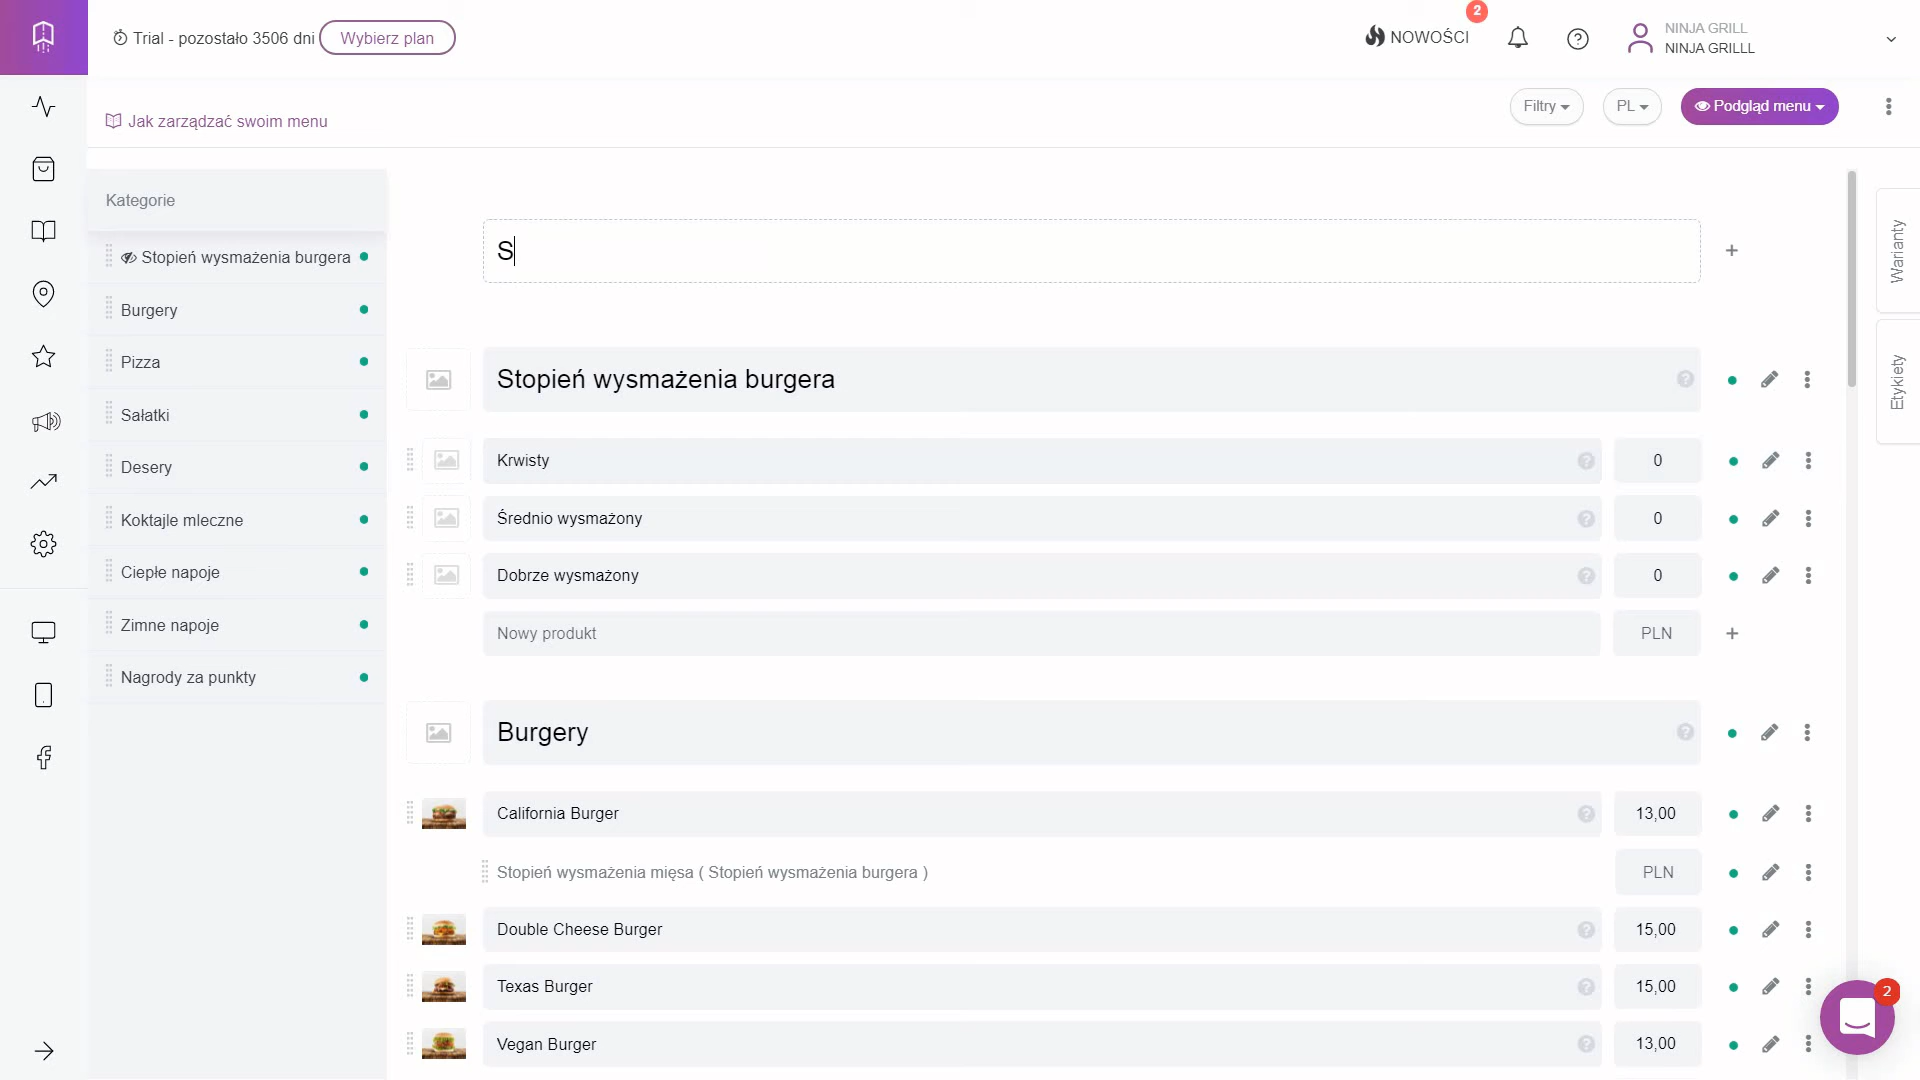 Trial - pozostało 3506 dni
Wybierz plan
NOWOŚCI
2
NINJA GRILL
NINJA GRILLL
Jak zarządzać swoim menu
Filtry
PL
Podgląd menu
Kategorie
Stopień wysmażenia burgera
Burgery
Pizza
Sałatki
Desery
Koktajle mleczne
Ciepłe napoje
Zimne napoje
Nagrody za punkty
S
Stopień wysmażenia burgera
Krwisty 0
Średnio wysmażony 0
Dobrze wysmażony 0
Nowy produkt PLN
Burgery
California Burger 13,00
Stopień wysmażenia mięsa ( Stopień wysmażenia burgera ) PLN
Double Cheese Burger 15,00
Texas Burger 15,00
Vegan Burger 13,00
Warianty
Etykiety
2